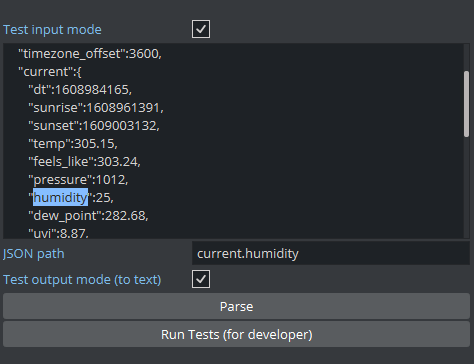 Test input mode
"timezone_offset":3600,
"current":{
"dt":1608984165,
"sunrise":1608961391,
"sunset":1609003132,
"temp":305.15,
"feels_like":303.24,
"pressure":1012,
"humidity":25,
"dew_point":282.68,
"uvi":8.87,
JSON path
current.humidity
Test output mode (to text)
Parse
Run Tests (for developer)